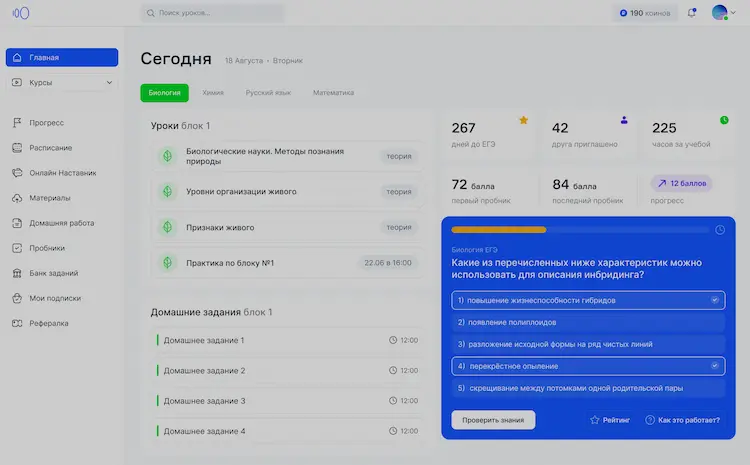 Поиск уроков...
190 коинов
Главная
Курсы
Прогресс
Расписание
Онлайн Наставник
Материалы
Домашняя работа
Пробники
Банк заданий
Мои подписки
Рефералка
Сегодня
18 Августа • Вторник
Биология
Химия
Русский язык
Математика
Уроки блок 1
Биологические науки. Методы познания
природы
теория
Уровни организации живого
теория
Признаки живого
теория
Практика по блоку №1
22.06 в 16:00
Домашние задания блок 1
Домашнее задание 1
12:00
Домашнее задание 2
12:00
Домашнее задание 3
12:00
Домашнее задание 4
12:00
267
дней до ЕГЭ
42
друга приглашено
225
часов за учебой
72 балла
первый пробник
84 балла
последний пробник
12 баллов
прогресс
Биология ЕГЭ
Какие из перечисленных ниже характеристик можно
использовать для описания инбридинга?
1) повышение жизнеспособности гибридов
2) появление полиплоидов
3) разложение исходной формы на ряд чистых линий
4) перекрёстное опыление
5) скрещивание между потомками одной родительской пары
Проверить знания
Рейтинг
Как это работает?